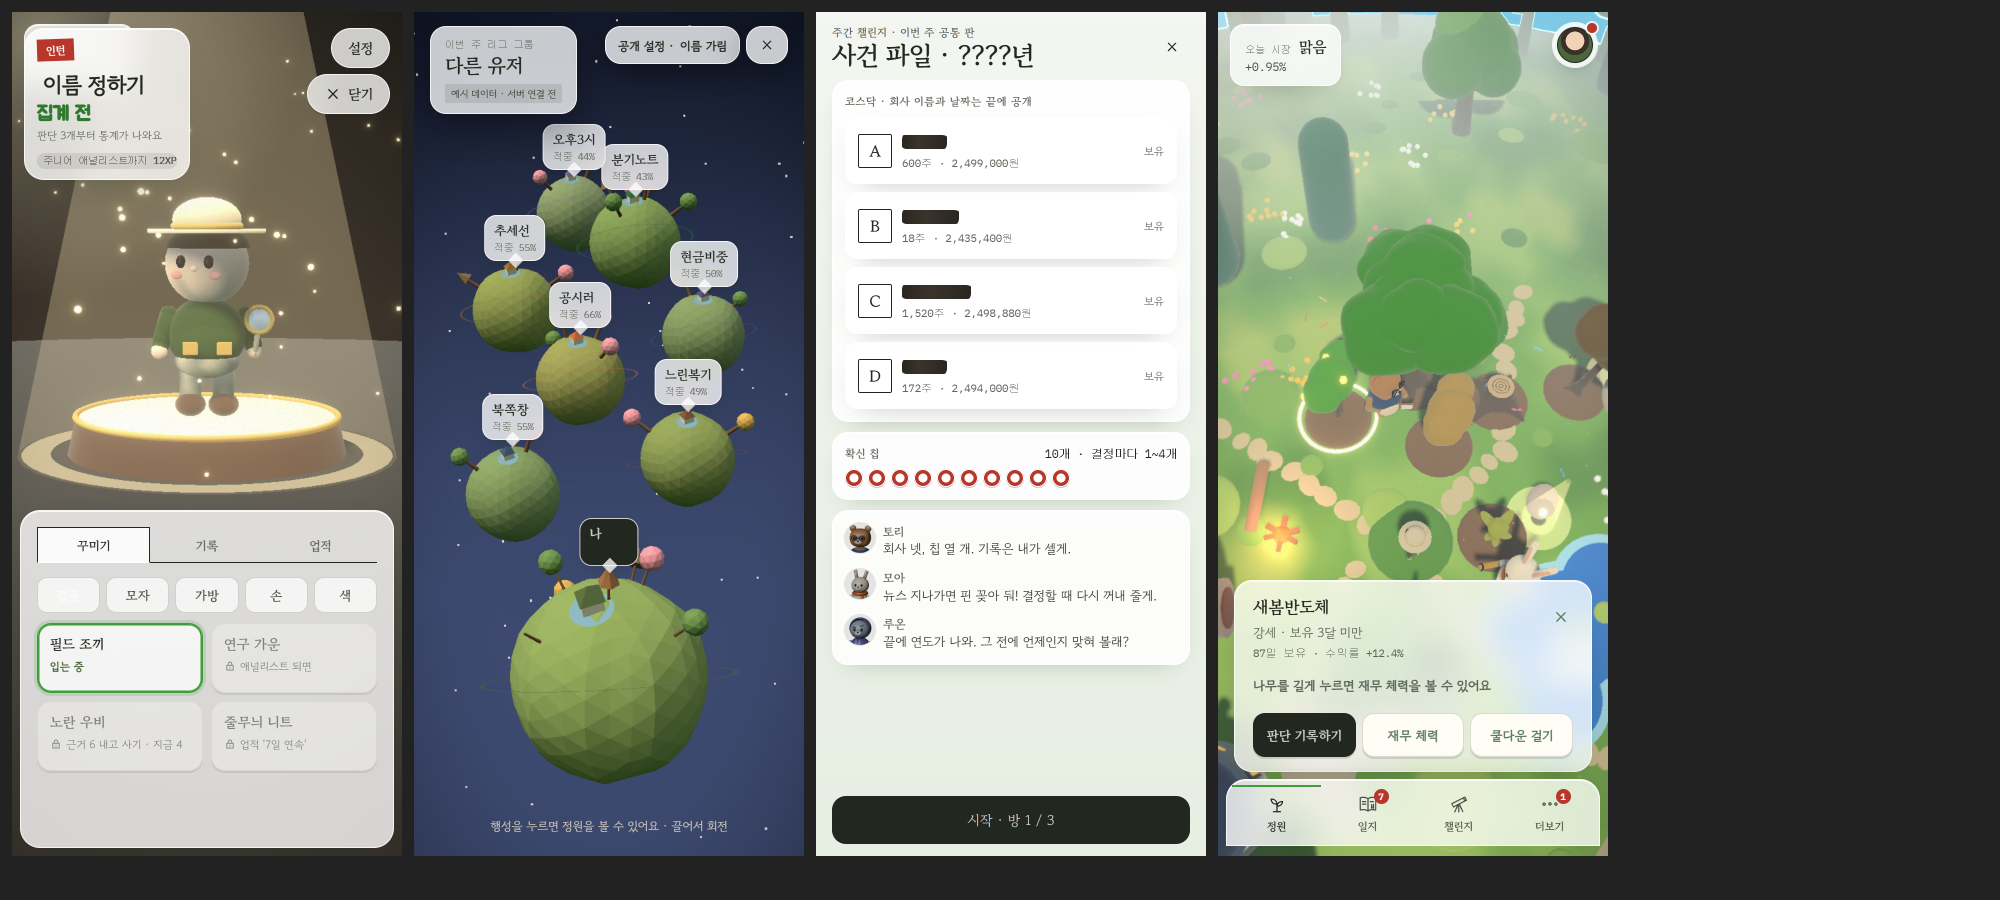 인턴
이름 정하기
집계 전
판단 3개부터 통계가 나와요
주니어 애널리스트까지 12XP
설정
× 닫기
꾸미기
기록
업적
겉옷
모자
가방
손
색
필드 조끼
입는 중
연구 가운
애널리스트 되면
노란 우비
근거 6 내고 사기 · 지금 4
줄무늬 니트
업적 '7일 연속'
이번 주 리그 그룹
다른 유저
예시 데이터 · 서버 연결 전
공개 설정 · 이름 가림
×
오후3시
적중 44%
분기노트
적중 43%
추세선
적중 55%
현금비중
적중 50%
공시러
적중 66%
느린복기
적중 49%
북쪽창
적중 55%
나
행성을 누르면 정원을 볼 수 있어요 · 끌어서 회전
주간 챌린지 · 이번 주 공통 판
사건 파일 · ????년
×
코스닥 · 회사 이름과 날짜는 끝에 공개
A
600주 · 2,499,000원
보유
B
18주 · 2,435,400원
보유
C
1,520주 · 2,498,880원
보유
D
172주 · 2,494,000원
보유
확신 칩
10개 · 결정마다 1~4개
토리
회사 넷, 칩 열 개. 기록은 내가 셀게.
모아
뉴스 지나가면 핀 꽂아 둬! 결정할 때 다시 꺼내 줄게.
루온
끝에 연도가 나와. 그 전에 언제인지 맞혀 볼래?
시작 · 방 1 / 3
오늘 시장 맑음
+0.95%
새봄반도체
×
강세 · 보유 3달 미만
87일 보유 · 수익률 +12.4%
나무를 길게 누르면 재무 체력을 볼 수 있어요
판단 기록하기
재무 체력
쿨다운 걸기
정원
7
일지
챌린지
1
더보기